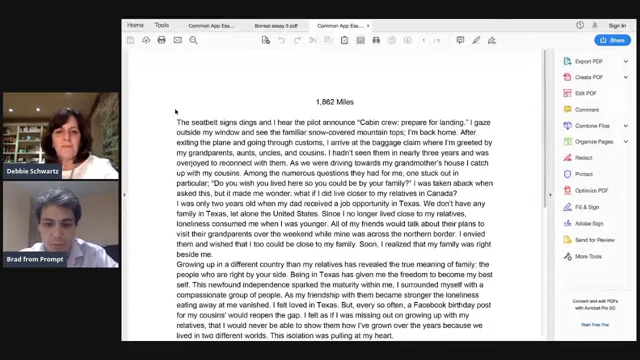 Home
Tools
Common App Ess...
Bonsai essay 5 pdf
Common App Ess...
Sign In
1 / 1
Share
1,862 Miles
The seatbelt signs dings and I hear the pilot announce “Cabin crew; prepare for landing.” I gaze
outside my window and see the familiar snow-covered mountain tops; I'm back home. After
exiting the plane and going through customs, I arrive at the baggage claim where I'm greeted by
my grandparents, aunts, uncles, and cousins. I hadn't seen them in nearly three years and was
overjoyed to reconnect with them. As we were driving towards my grandmother's house I catch
up with my cousins. Among the numerous questions they had for me, one stuck out in
particular; “Do you wish you lived here so you could be by your family?” I was taken aback when
asked this, but it made me wonder: what if I did live closer to my relatives in Canada?
I was only two years old when my dad received a job opportunity in Texas. We don't have any
family in Texas, let alone the United States. Since I no longer lived close to my relatives,
loneliness consumed me when I was younger. All of my friends would talk about their plans to
visit their grandparents over the weekend while mine was across the northern border. I envied
them and wished that I too could be close to my family. Soon, I realized that my family was right
beside me.
Growing up in a different country than my relatives has revealed the true meaning of family: the
people who are right by your side. Being in Texas has given me the freedom to become my best
self. This newfound independence sparked the maturity within me, I surrounded myself with a
compassionate group of people. As my friendship with them became stronger the loneliness
eating away at me vanished. I felt loved in Texas. But, every so often, a Facebook birthday post
for my cousins' would reopen the gap. I felt as if I was missing out on growing up with my
relatives, that I would never be able to show them how I've grown over the years because we
lived in two different worlds. This isolation was pulling at my heart.
Export PDF
Create PDF
Edit PDF
Comment
Combine Files
Organize Pages
Redact
Protect
Optimize PDF
Fill & Sign
Adobe Sign
Send for Review
More Tools
Convert and edit PDFs
with Acrobat Pro DC
Start Free Trial
Debbie Schwartz
Brad from Prompt